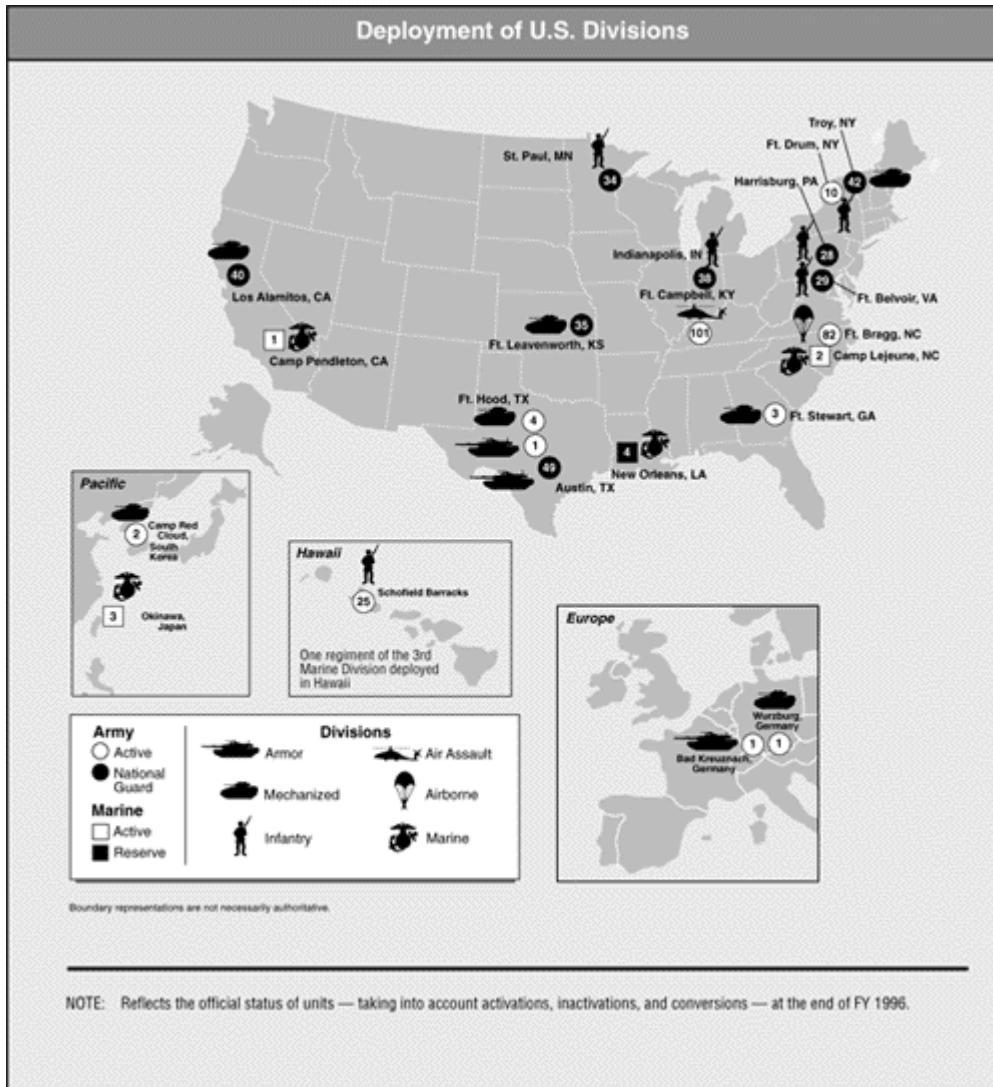 Deployment of U.S. Divisions
Troy, NY
Ft. Drum, NY
St. Paul, MN
Harrisburg, PA
10
42
34
Indianapolis, IN
28
40
38
29
Los Alamitos, CA
Ft. Campbell, KY
Ft. Belvoir, VA
101
35
1
82
Ft. Bragg, NC
Ft. Leavenworth, KS
2
Camp Lejeune, NC
Camp Pendleton, CA
Ft. Hood, TX
4
3
Ft. Stewart, GA
1
4
49
New Orleans, LA
Austin, TX
Pacific
2
Camp Red
Cloud,
South
Korea
3
Okinawa,
Japan
Hawaii
Schofield Barracks
25
One regiment of the 3rd
Marine Division deployed
in Hawaii
Europe
Wurzburg,
Germany
1
1
Bad Kreuznach,
Germany
Army
Active
National
Guard
Marine
Active
Reserve
Divisions
Armor
Air Assault
Mechanized
Airborne
Infantry
Marine
Boundary representations are not necessarily authoritative.
NOTE: Reflects the official status of units — taking into account activations, inactivations, and conversions — at the end of FY 1996.